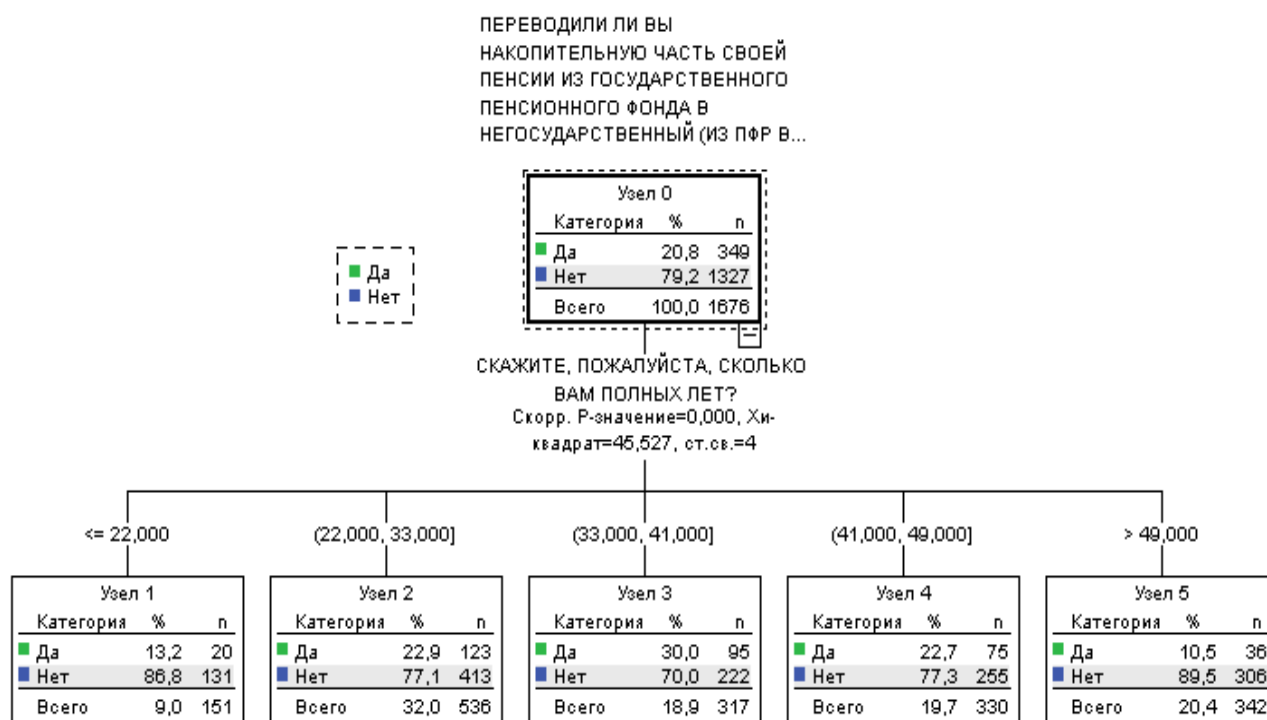 ПЕРЕВОДИЛИ ЛИ ВЫ
НАКОПИТЕЛЬНУЮ ЧАСТЬ СВОЕЙ
ПЕНСИИ ИЗ ГОСУДАРСТВЕННОГО
ПЕНСИОННОГО ФОНДА В
НЕГОСУДАРСТВЕННЫЙ (ИЗ ПФР В...
Узел 0
Категория % n
Да 20,8 349
Нет 79,2 1327
Всего 100,0 1676
Да
Нет
СКАЖИТЕ, ПОЖАЛУЙСТА, СКОЛЬКО
ВАМ ПОЛНЫХ ЛЕТ?
Скорр. P-значение=0,000, Хи-
квадрат=45,527, ст.св.=4
<= 22,000
(22,000, 33,000]
(33,000, 41,000]
(41,000, 49,000]
> 49,000
Узел 1
Категория % n
Да 13,2 20
Нет 86,8 131
Всего 9,0 151
Узел 2
Категория % n
Да 22,9 123
Нет 77,1 413
Всего 32,0 536
Узел 3
Категория % n
Да 30,0 95
Нет 70,0 222
Всего 18,9 317
Узел 4
Категория % n
Да 22,7 75
Нет 77,3 255
Всего 19,7 330
Узел 5
Категория % n
Да 10,5 36
Нет 89,5 306
Всего 20,4 342